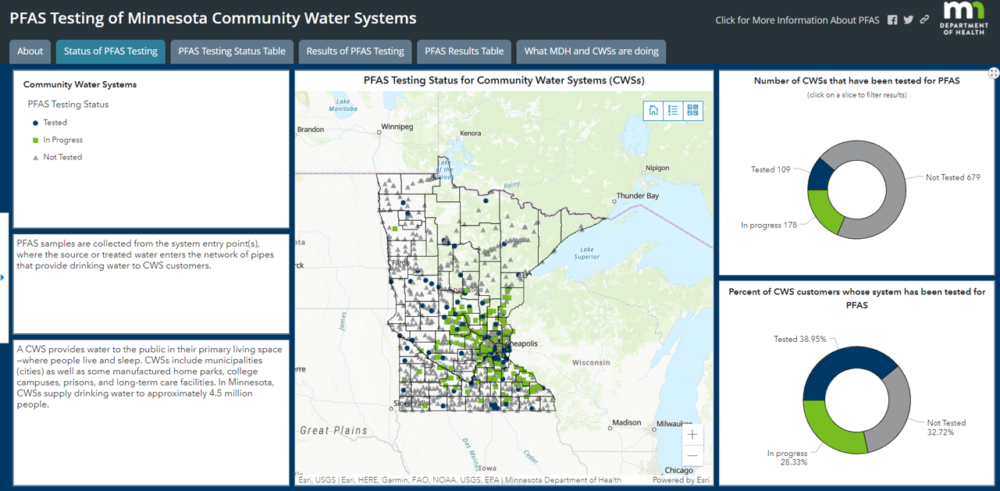 PFAS Testing of Minnesota Community Water Systems
Click for More Information About PFAS
mn
DEPARTMENT
OF HEALTH
About
Status of PFAS Testing
PFAS Testing Status Table
Results of PFAS Testing
PFAS Results Table
What MDH and CWSs are doing
Community Water Systems
PFAS Testing Status
Tested
In Progress
Not Tested
PFAS samples are collected from the system entry point(s),
where the source or treated water enters the network of pipes
that provide drinking water to CWS customers.
A CWS provides water to the public in their primary living space
–where people live and sleep. CWSs include municipalities
(cities) as well as some manufactured home parks, college
campuses, prisons, and long-term care facilities. In Minnesota,
CWSs supply drinking water to approximately 4.5 million
people.
PFAS Testing Status for Community Water Systems (CWSs)
Lake
Manitoba
Brandon
Winnipeg
Kenora
Lake
of the
Woods
Rainy
Nipigon
Thunder Bay
Lake
Superior
ota
rck
Fargo
James
neapolis
Wisconsin
erre
Sioux Falls
Madison
Milwaukee
Great Plains
Des Moines
Cedar
Iowa
Chicago
Esri, USGS | Esri, HERE, Garmin, FAO, NOAA, USGS, EPA | Minnesota Department of Health
Powered by Esri
Number of CWSs that have been tested for PFAS
(click on a slice to filter results)
Tested 109
Not Tested 679
In progress 178
Percent of CWS customers whose system has been tested for
PFAS
Tested 38.95%
Not Tested
32.72%
In progress
28.33%